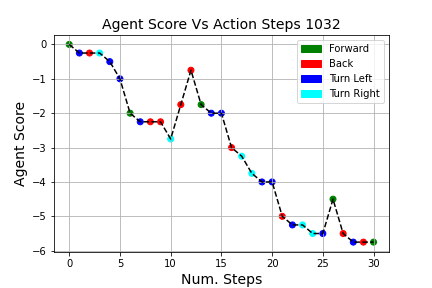 Agent Score Vs Action Steps 1032
Forward
Back
Turn Left
Turn Right
Agent Score
0
−1
−2
−3
−4
−5
−6
0 5 10 15 20 25 30
Num. Steps